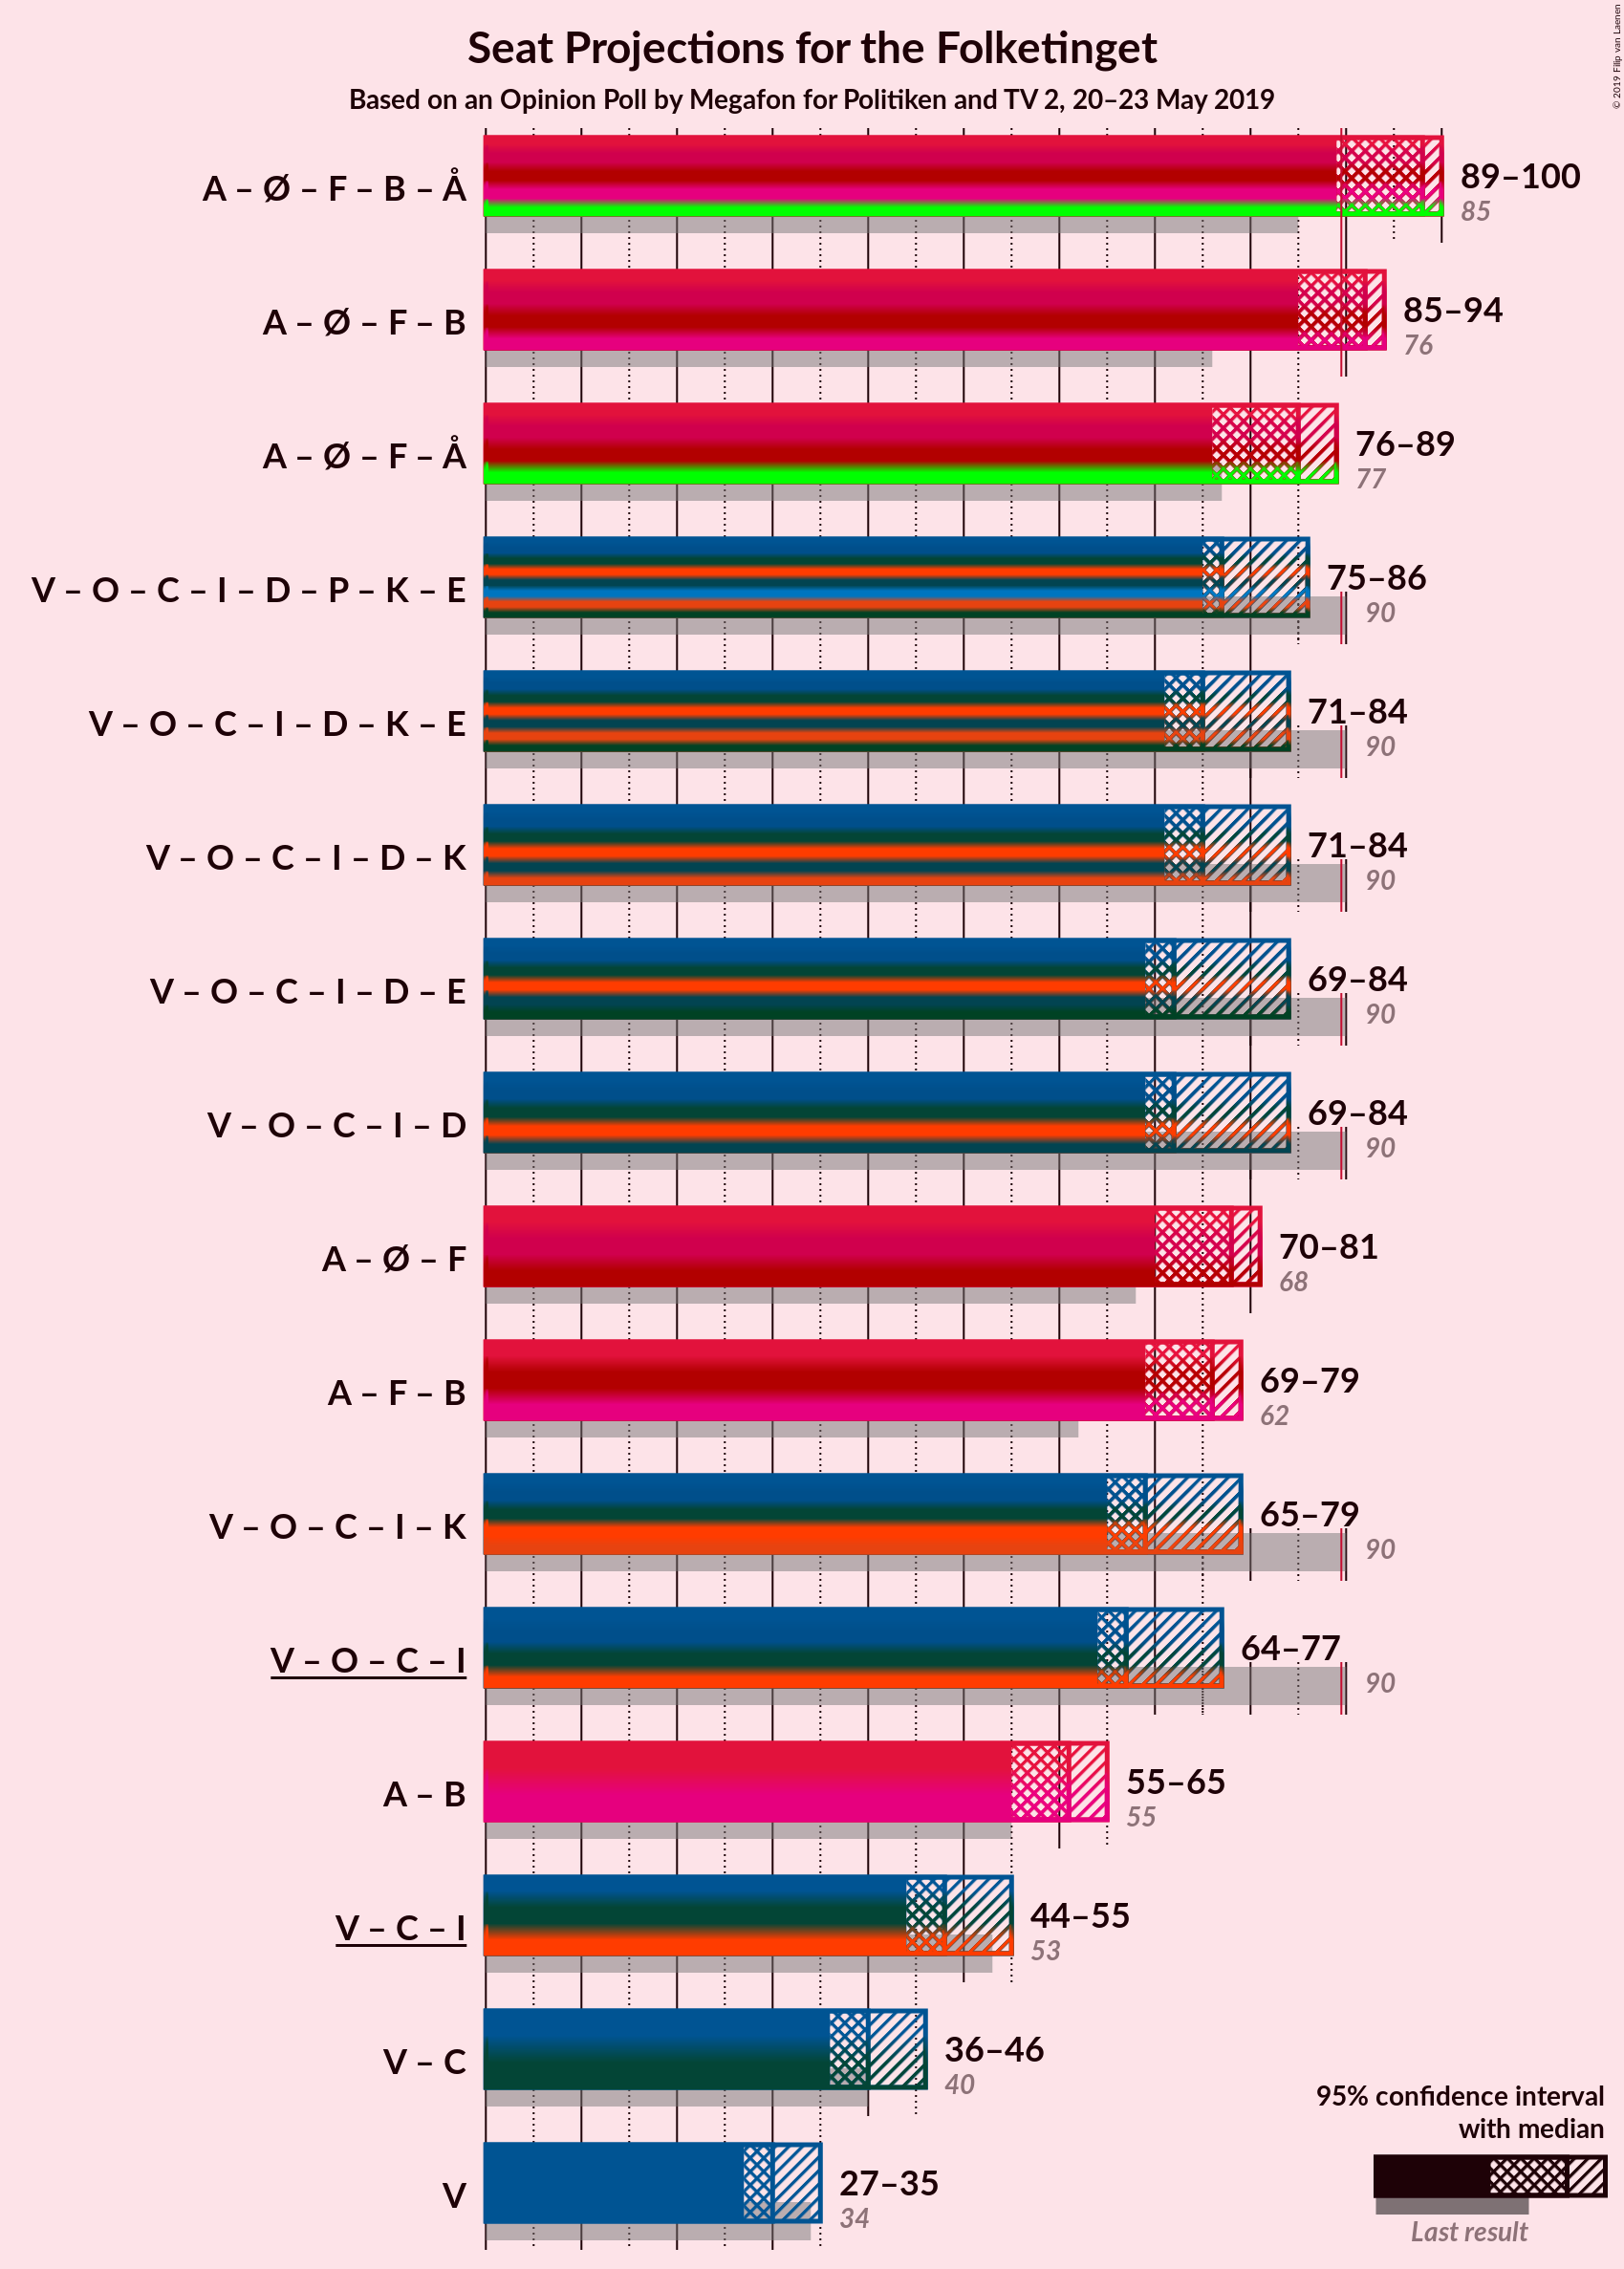 © 2019 Filip van Laenen
Seat Projections for the Folketinget
Based on an Opinion Poll by Megafon for Politiken and TV 2, 20–23 May 2019
A – Ø – F – B – Å
89–100
85
A – Ø – F – B
85–94
76
A – Ø – F – Å
76–89
77
V – O – C – I – D – P – K – E
75–86
90
V – O – C – I – D – K – E
71–84
90
V – O – C – I – D – K
71–84
90
V – O – C – I – D – E
69–84
90
V – O – C – I – D
69–84
90
A – Ø – F
70–81
68
A – F – B
69–79
62
V – O – C – I – K
65–79
90
V – O – C – I
64–77
90
A – B
55–65
55
V – C – I
44–55
53
V – C
36–46
40
V
27–35
34
95% confidence interval
with median
Last result